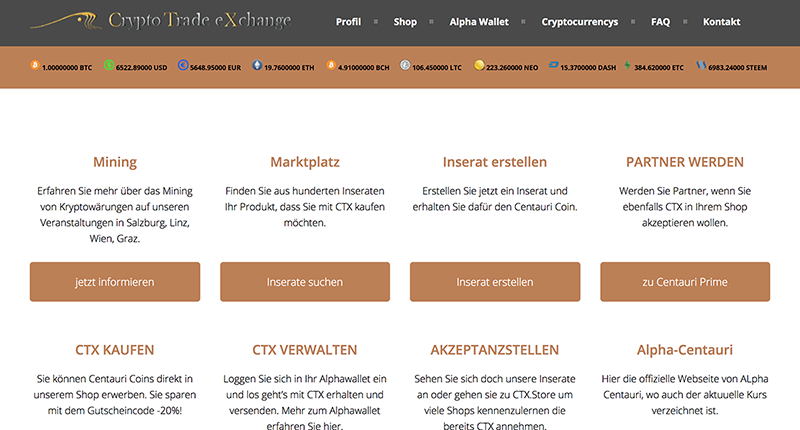 Crypto Trade eXchange
Profil Shop Alpha Wallet Cryptocurrencys FAQ Kontakt
1.00000000 BTC 6522.89000 USD 5648.95000 EUR 19.7600000 ETH 4.91000000 BCH 106.450000 LTC 223.260000 NEO 15.3700000 DASH 384.620000 ETC 6983.24000 STEEM
Mining
Erfahren Sie mehr über das Mining
von Kryptowärungen auf unseren
Veranstaltungen in Salzburg, Linz,
Wien, Graz.
jetzt informieren
Marktplatz
Finden Sie aus hunderten Inseraten
Ihr Produkt, dass Sie mit CTX kaufen
möchten.
Inserate suchen
Inserat erstellen
Erstellen Sie jetzt ein Inserat und
erhalten Sie dafür den Centauri Coin.
Inserat erstellen
PARTNER WERDEN
Werden Sie Partner, wenn Sie
ebenfalls CTX in Ihrem Shop
akzeptieren wollen.
zu Centauri Prime
CTX KAUFEN
Sie können Centauri Coins direkt in
unserem Shop erwerben. Sie sparen
mit dem Gutscheincode -20%!
CTX VERWALTEN
Loggen Sie sich in Ihr Alphawallet ein
und los geht's mit CTX erhalten und
versenden. Mehr zum Alphawallet
erfahren Sie hier.
AKZEPTANZSTELLEN
Sehen Sie sich doch unsere Inserate
an oder gehen sie zu CTX.Store um
viele Shops kennenzulernen die
bereits CTX annehmen.
Alpha-Centauri
Hier die offizielle Webseite von ALpha
Centauri, wo auch der aktuuelle Kurs
verzeichnet ist.